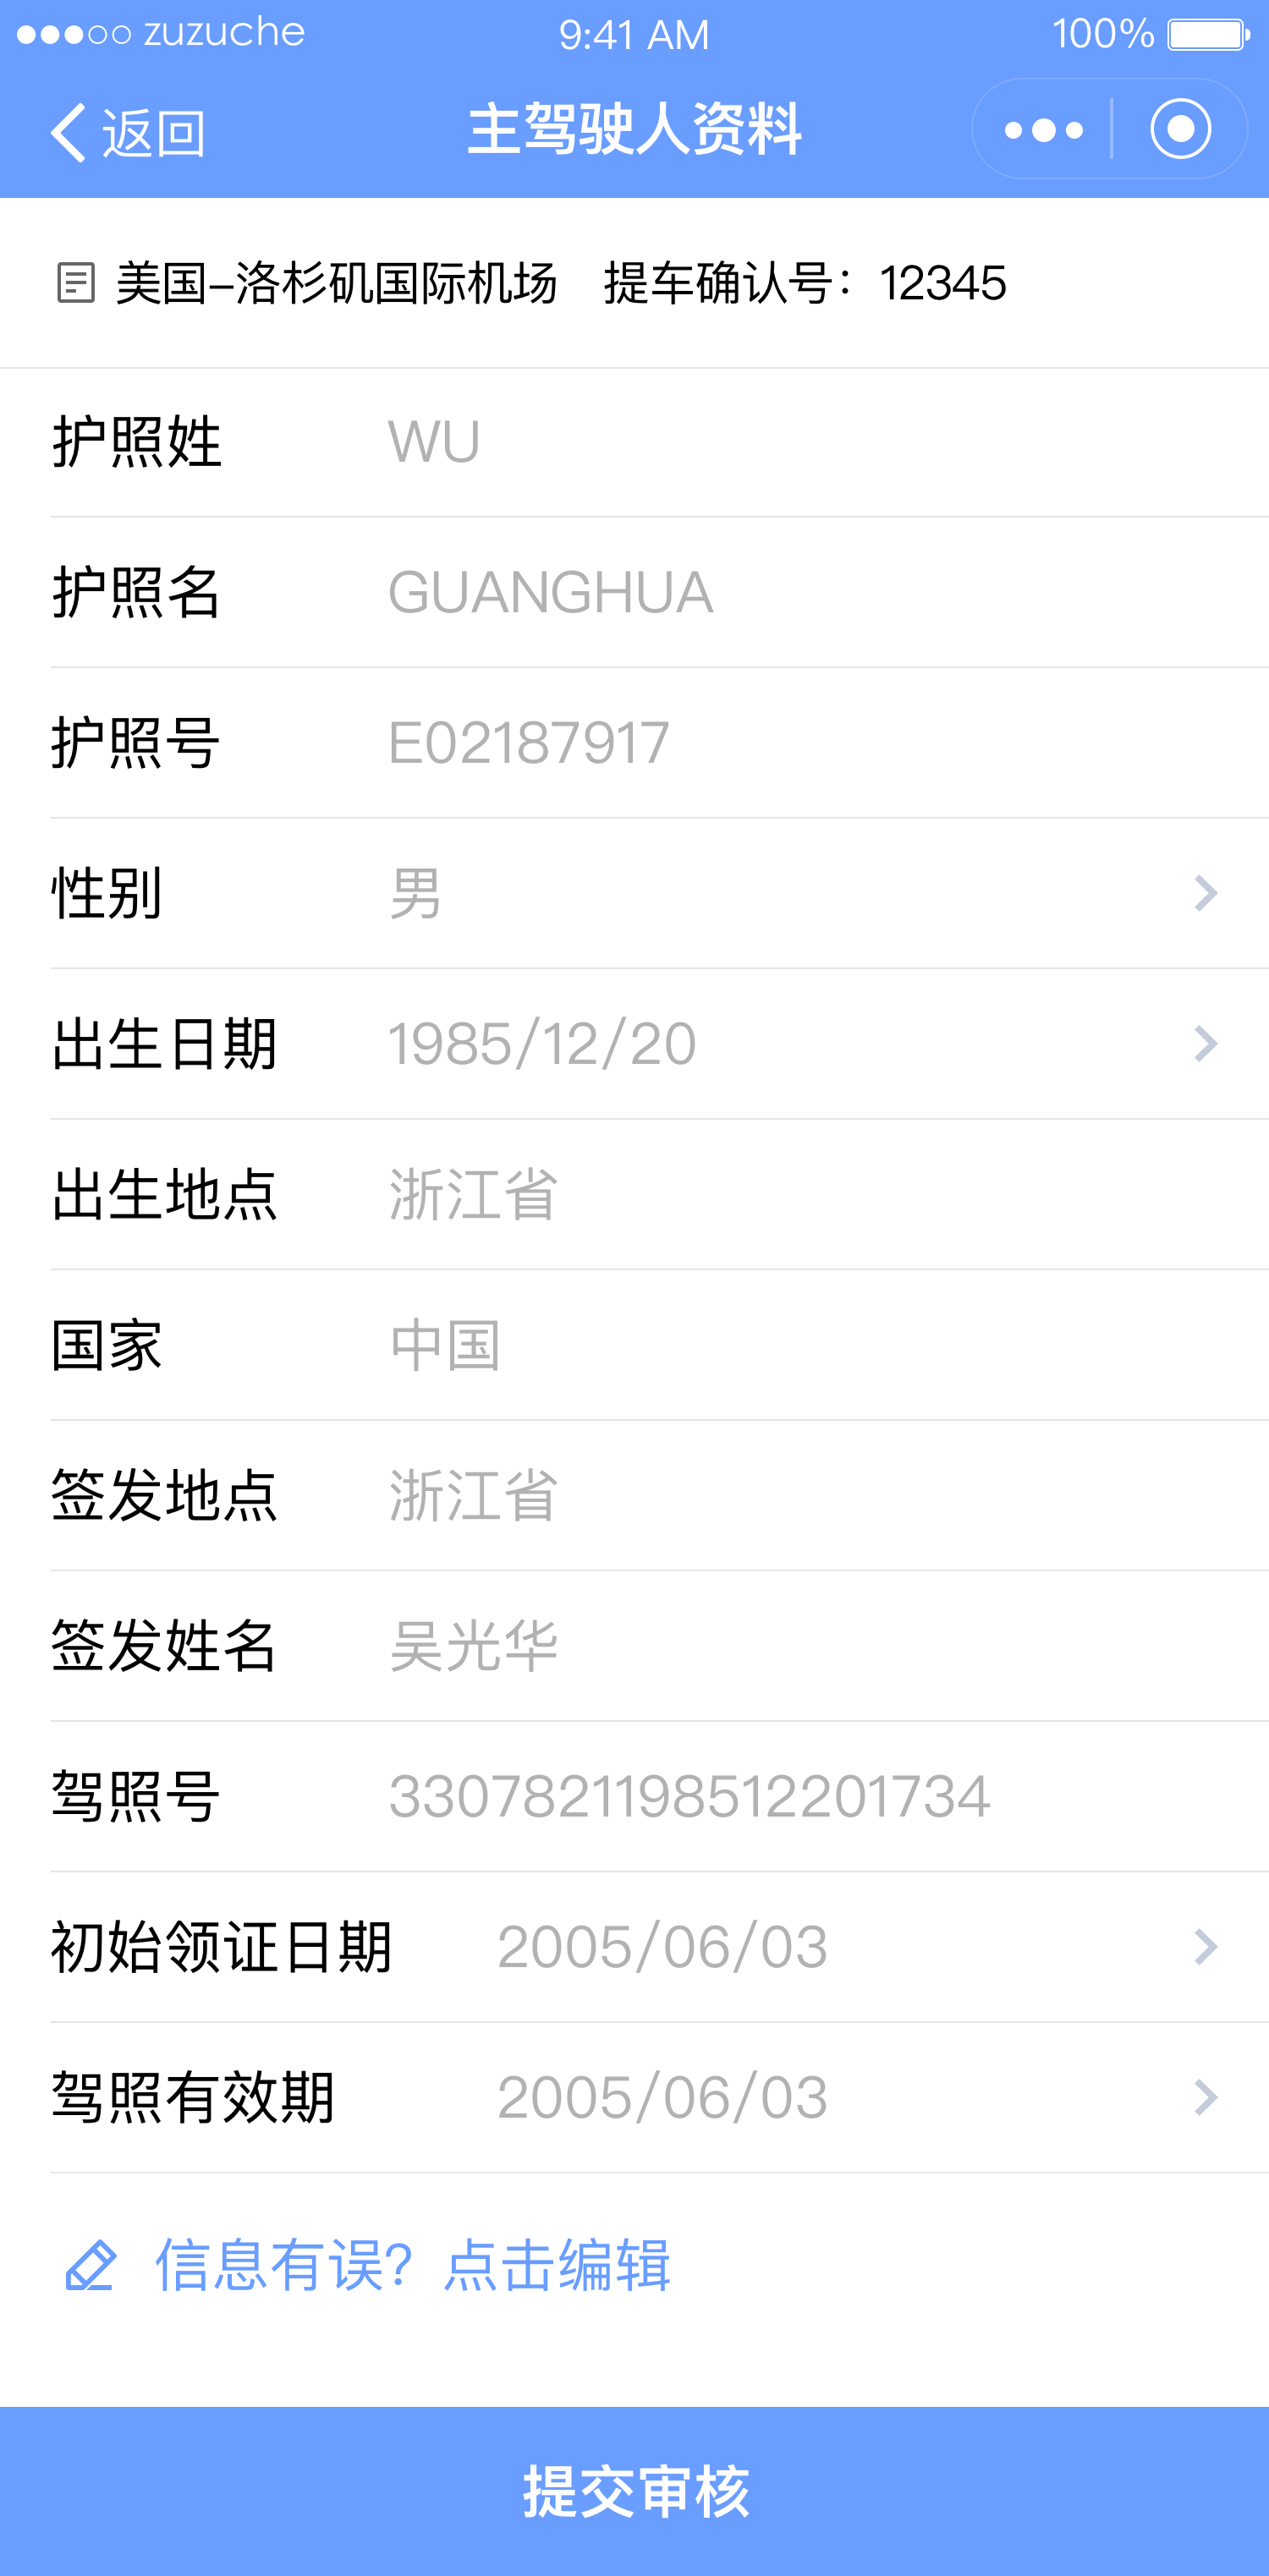 zuzuche 9:41 AM 100%
返回 主驾驶人资料
美国-洛杉矶国际机场 提车确认号：12345
护照姓 WU
护照名 GUANGHUA
护照号 E02187917
性别 男
出生日期 1985/12/20
出生地点 浙江省
国家 中国
签发地点 浙江省
签发姓名 吴光华
驾照号 3307821198512201734
初始领证日期 2005/06/03
驾照有效期 2005/06/03
信息有误？点击编辑
提交审核